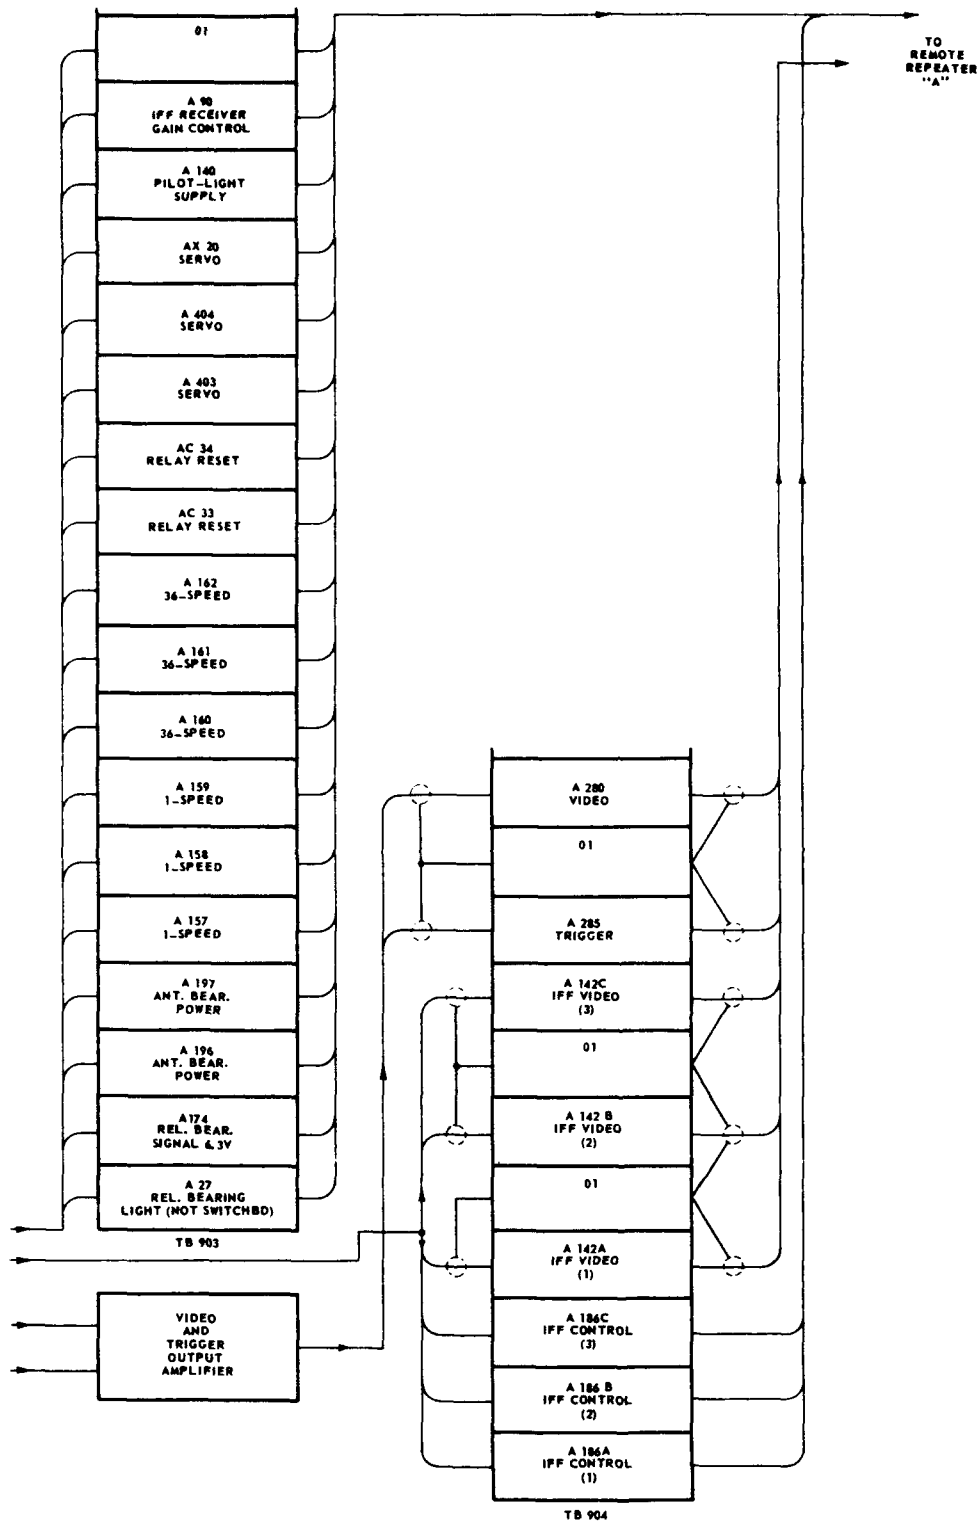 01
A 90
IFF RECEIVER
GAIN CONTROL
A 140
PILOT-LIGHT
SUPPLY
AX 20
SERVO
A 404
SERVO
A 403
SERVO
AC 34
RELAY RESET
AC 33
RELAY RESET
A 162
36-SPEED
A 161
36-SPEED
A 160
36-SPEED
A 159
1-SPEED
A 158
1-SPEED
A 157
1-SPEED
A 197
ANT. BEAR.
POWER
A 196
ANT. BEAR.
POWER
A174
REL. BEAR.
SIGNAL 6.3V
A 27
REL. BEARING
LIGHT (NOT SWITCHBD)
TB 903
VIDEO
AND
TRIGGER
OUTPUT
AMPLIFIER
TO
REMOTE
REPEATER
"A"
A 280
VIDEO
01
A 285
TRIGGER
A 142C
IFF VIDEO
(3)
01
A 142 B
IFF VIDEO
(2)
01
A 142A
IFF VIDEO
(1)
A 186C
IFF CONTROL
(3)
A 186 B
IFF CONTROL
(2)
A 186A
IFF CONTROL
(1)
TB 904